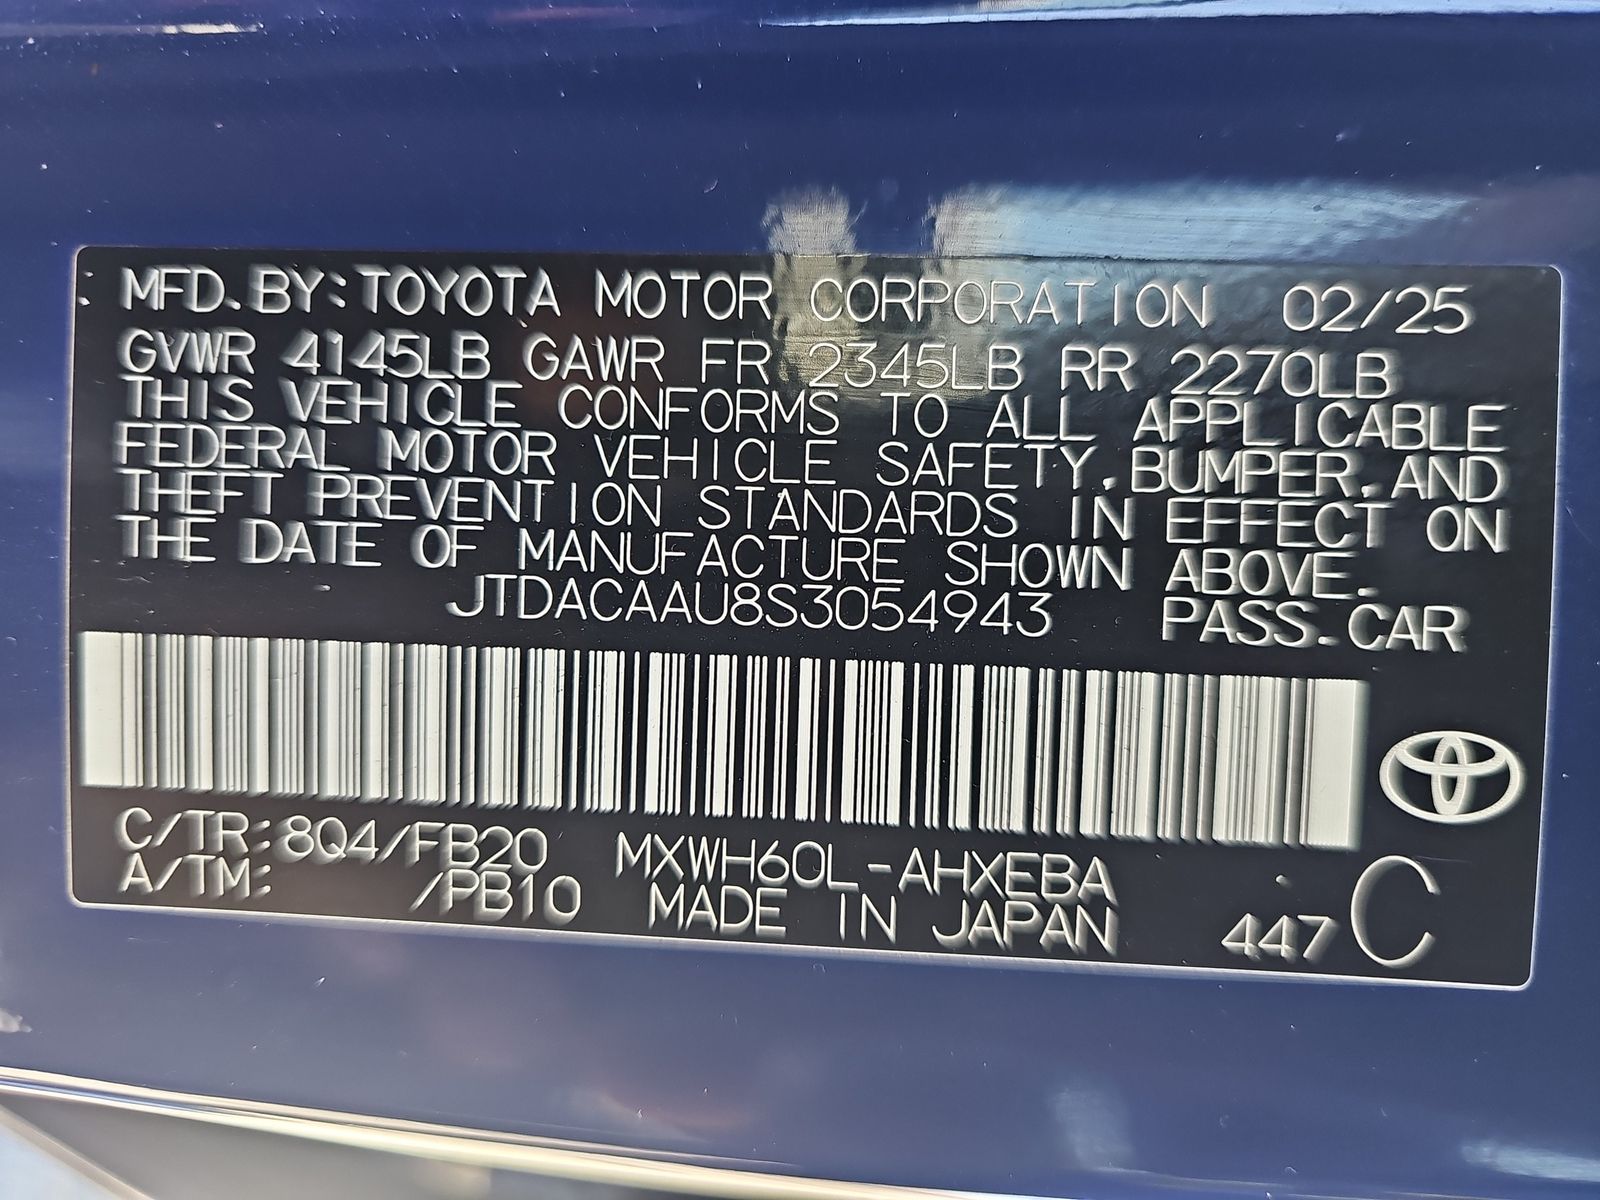 MFD. BY: TOYOTA MOTOR CORPORATION 02/25
GVWR 4145LB GAWR FR 2345LB RR 2270LB
THIS VEHICLE CONFORMS TO ALL APPLICABLE
FEDERAL MOTOR VEHICLE SAFETY, BUMPER, AND
THEFT PREVENTION STANDARDS IN EFFECT ON
THE DATE OF MANUFACTURE SHOWN ABOVE.
JTDACAAU8S3054943 PASS. CAR
C/TR: 8Q4/FB20 MXWH60L-AHXEBA
A/TM: /PB10 MADE IN JAPAN 447 C